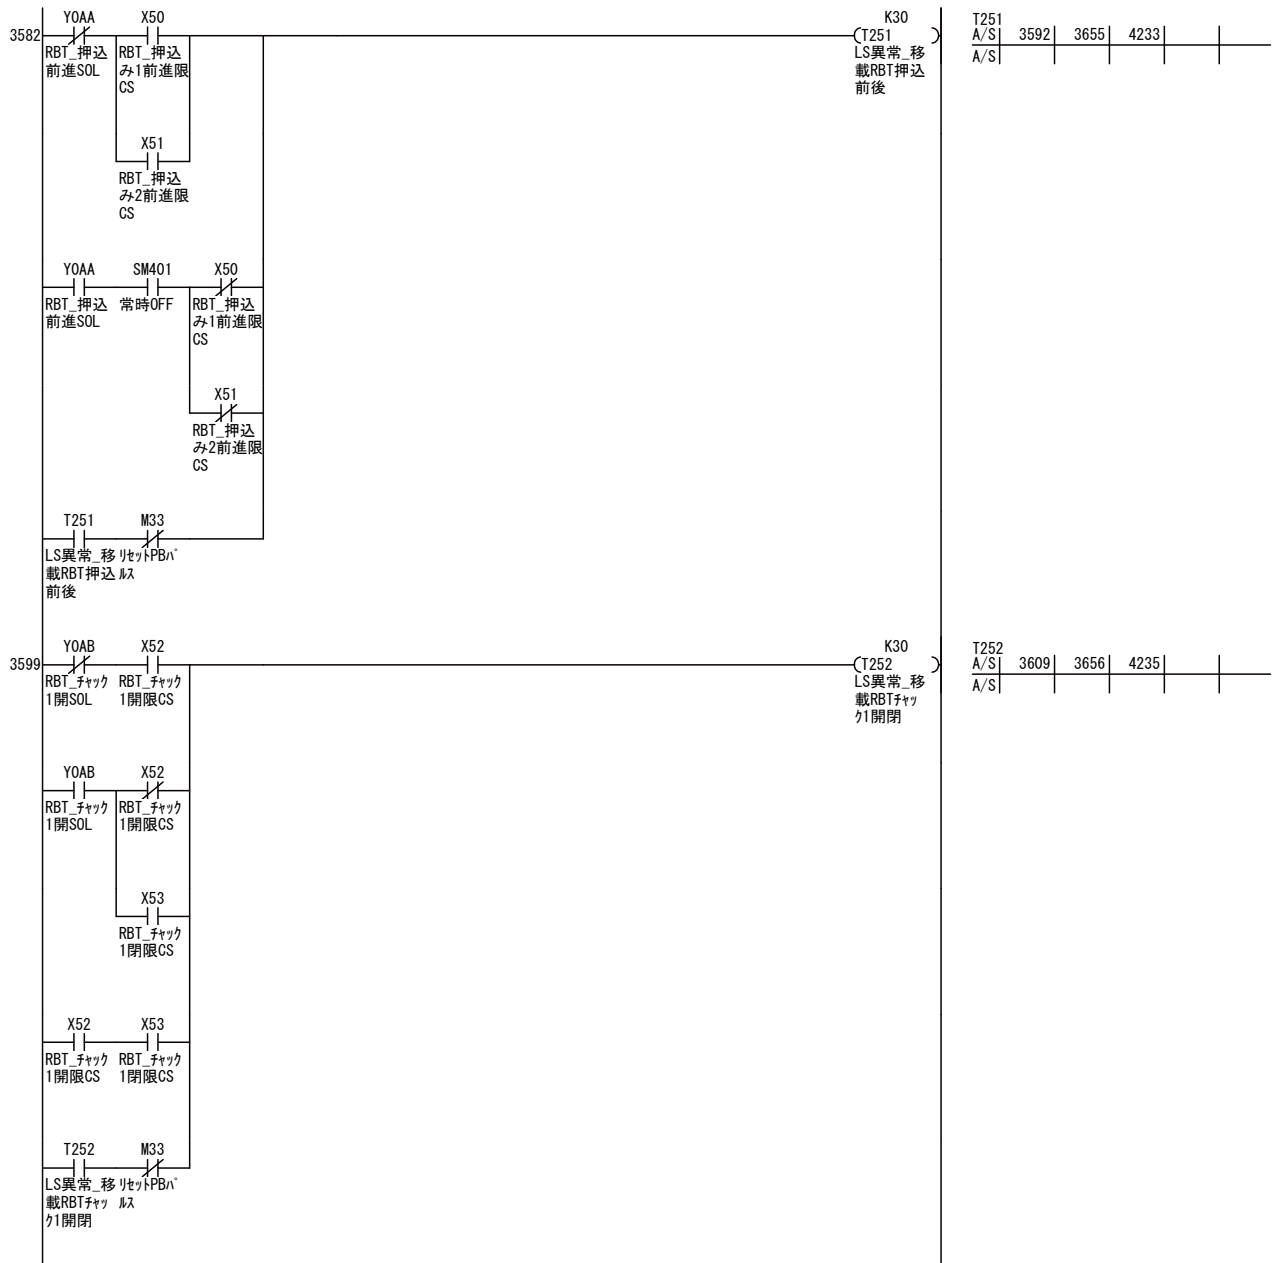 Y0AA X50 K30
3582 (T251 )
RBT_押込 RBT_押込 LS異常_移
前進SOL み1前進限 載RBT押込
CS 前後
T251
A/S 3592 3655 4233
A/S
X51
RBT_押込
み2前進限
CS
Y0AA SM401 X50
RBT_押込 常時OFF RBT_押込
前進SOL み1前進限
CS
X51
RBT_押込
み2前進限
CS
T251 M33
LS異常_移 ﾘｾｯﾄPBﾊﾟ
載RBT押込 ﾙｽ
前後
Y0AB X52 K30
3599 (T252 )
RBT_ﾁｬｯｸ RBT_ﾁｬｯｸ LS異常_移
1開SOL 1開限CS 載RBTﾁｬｯ
ｸ1開閉
T252
A/S 3609 3656 4235
A/S
Y0AB X52
RBT_ﾁｬｯｸ RBT_ﾁｬｯｸ
1開SOL 1開限CS
X53
RBT_ﾁｬｯｸ
1閉限CS
X52 X53
RBT_ﾁｬｯｸ RBT_ﾁｬｯｸ
1開限CS 1閉限CS
T252 M33
LS異常_移 ﾘｾｯﾄPBﾊﾟ
載RBTﾁｬｯ ﾙｽ
ｸ1開閉